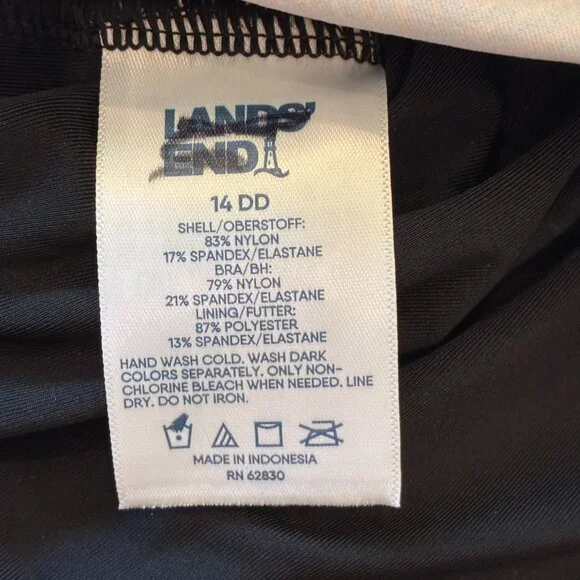 LANDS'
END
14 DD
SHELL/OBERSTOFF:
83% NYLON
17% SPANDEX/ELASTANE
BRA/BH:
79% NYLON
21% SPANDEX/ELASTANE
LINING/FUTTER:
87% POLYESTER
13% SPANDEX/ELASTANE
HAND WASH COLD. WASH DARK
COLORS SEPARATELY. ONLY NON-
CHLORINE BLEACH WHEN NEEDED. LINE
DRY. DO NOT IRON.
MADE IN INDONESIA
RN 62830